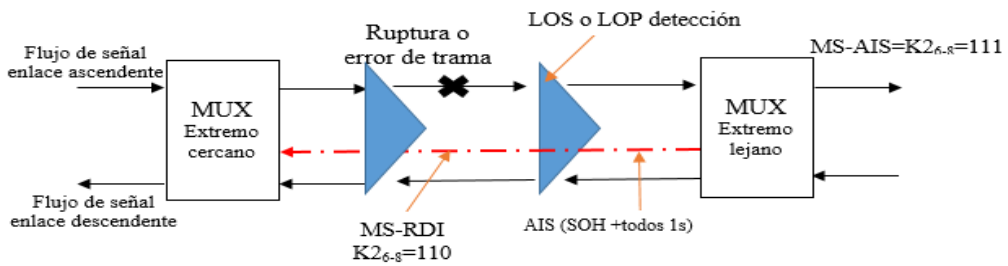 LOS o LOP detección
Ruptura o
error de trama
Flujo de señal
enlace ascendente
MS-AIS=K2₆₋₈=111
MUX
Extremo
cercano
MUX
Extremo
lejano
Flujo de señal
enlace descendente
MS-RDI
K2₆₋₈=110
AIS (SOH +todos 1s)